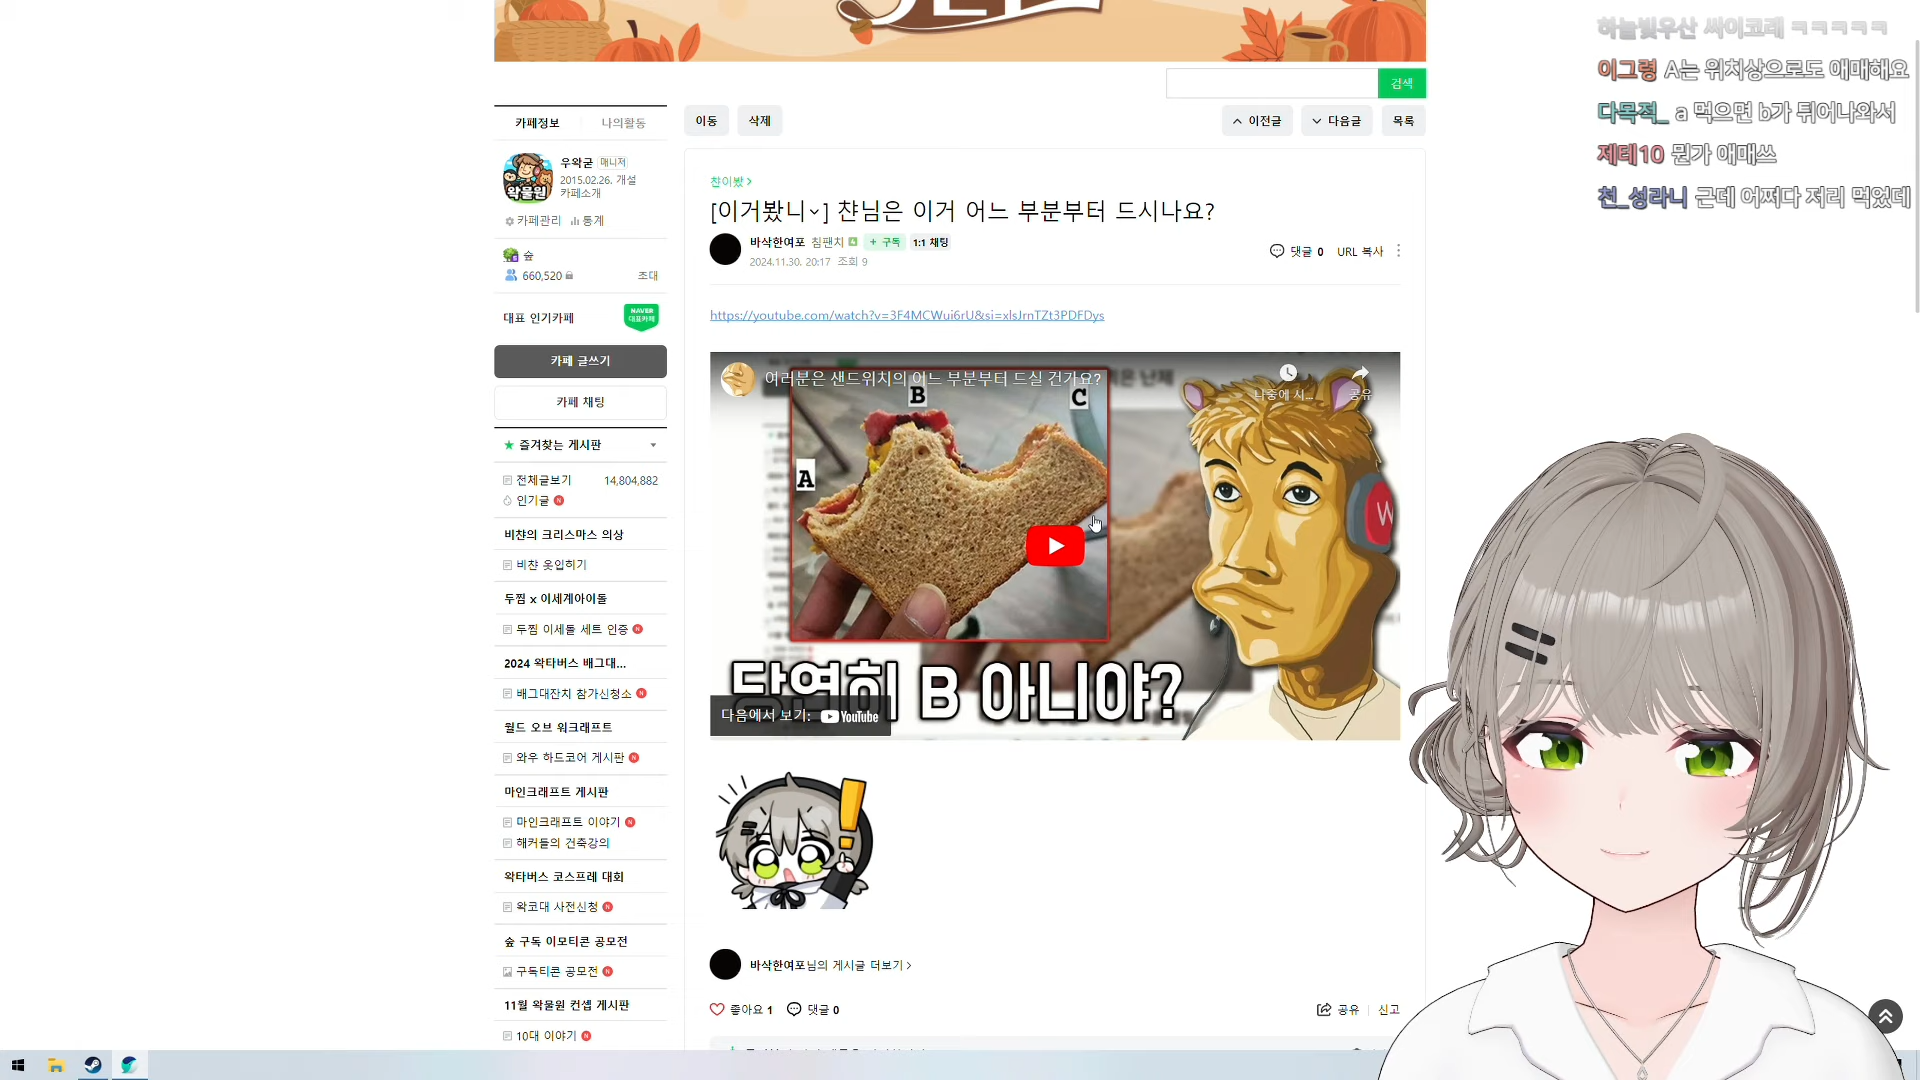 검색
카페정보
나의활동
우왁굳 매니저
2015.02.26. 개설
카페소개
왁물원
카페관리 통계
숲
660,520
초대
대표 인기카페
NAVER
대표카페
카페 글쓰기
카페 채팅
즐겨찾는 게시판
전체글보기 14,804,882
인기글 N
비챤의 크리스마스 의상
비챤 옷입히기
두찜 x 이세계아이돌
두찜 이세돌 세트 인증 N
2024 왁타버스 배그대...
배그대잔치 참가신청소 N
월드 오브 워크래프트
와우 하드코어 게시판 N
마인크래프트 게시판
마인크래프트 이야기 N
해커들의 건축강의
왁타버스 코스프레 대회
왁코대 사전신청 N
숲 구독 이모티콘 공모전
구독티콘 공모전 N
11월 왁물원 컨셉 게시판
10대 이야기 N
이동
삭제
이전글
다음글
목록
챤이봤 >
[이거봤니⌄] 챤님은 이거 어느 부분부터 드시나요?
바삭한여포 침팬치 + 구독 1:1 채팅
2024.11.30. 20:17 조회 9
댓글 0 URL 복사
https://youtube.com/watch?v=3F4MCWui6rU&si=xlsJrnTZt3PDFDys
여러분은 샌드위치의 어느 부분부터 드실 건가요?
나중에 시...
공유
A
B
C
W
당연히 B 아니야?
다음에서 보기: YouTube
바삭한여포님의 게시글 더보기 >
좋아요 1 댓글 0
공유
신고
하늘빛우산 싸이코레 ㅋㅋㅋㅋㅋ
이그렁 A는 위치상으로도 애매해요
다목적_ a 먹으면 b가 튀어나와서
제테10 뭔가 애매쓰
천_성라니 근데 어쩌다 저리 먹었데